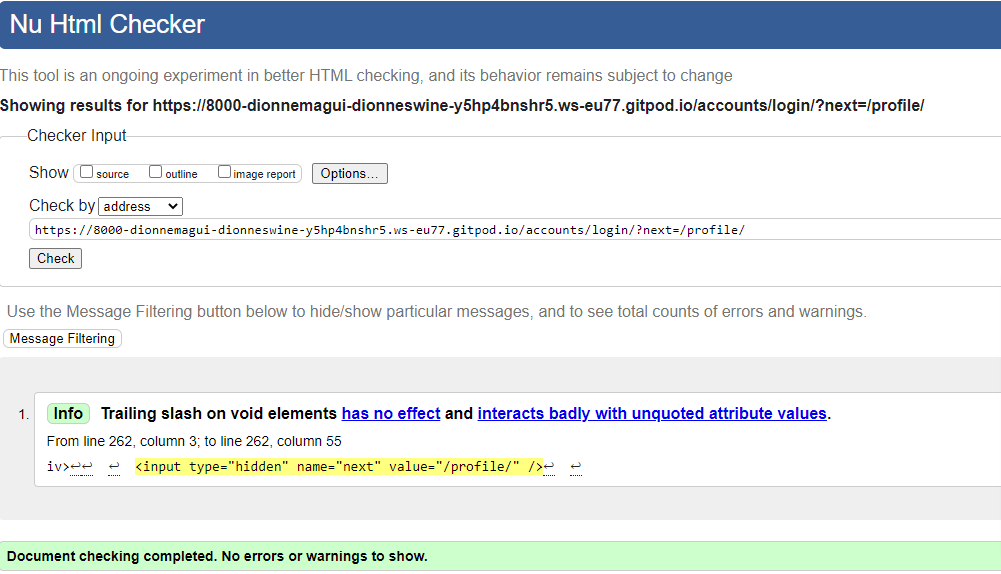 Nu Html Checker
This tool is an ongoing experiment in better HTML checking, and its behavior remains subject to change
Showing results for https://8000-dionnemagui-dionneswine-y5hp4bnshr5.ws-eu77.gitpod.io/accounts/login/?next=/profile/
Checker Input
Show source outline image report Options...
Check by address
https://8000-dionnemagui-dionneswine-y5hp4bnshr5.ws-eu77.gitpod.io/accounts/login/?next=/profile/
Check
Use the Message Filtering button below to hide/show particular messages, and to see total counts of errors and warnings.
Message Filtering
1. Info Trailing slash on void elements has no effect and interacts badly with unquoted attribute values.
From line 262, column 3; to line 262, column 55
iv>↩↩ ↩ <input type="hidden" name="next" value="/profile/" />↩ ↩
Document checking completed. No errors or warnings to show.